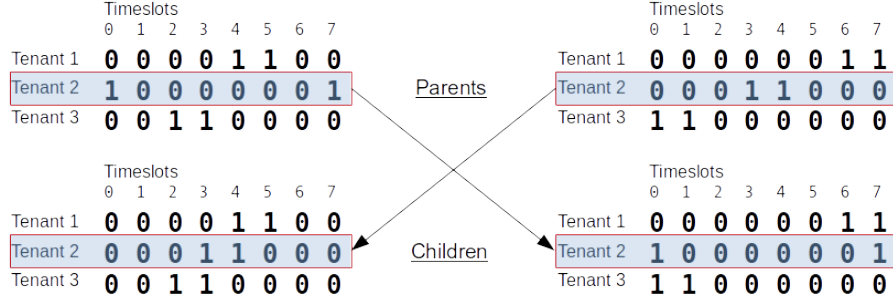 Timeslots Timeslots
0 1 2 3 4 5 6 7 0 1 2 3 4 5 6 7
Tenant 1 0 0 0 0 1 1 0 0 Tenant 1 0 0 0 0 0 0 1 1
Tenant 2 1 0 0 0 0 0 0 1 Parents Tenant 2 0 0 0 1 1 0 0 0
Tenant 3 0 0 1 1 0 0 0 0 Tenant 3 1 1 0 0 0 0 0 0
Timeslots Timeslots
0 1 2 3 4 5 6 7 0 1 2 3 4 5 6 7
Tenant 1 0 0 0 0 1 1 0 0 Tenant 1 0 0 0 0 0 0 1 1
Tenant 2 0 0 0 1 1 0 0 0 Children Tenant 2 1 0 0 0 0 0 0 1
Tenant 3 0 0 1 1 0 0 0 0 Tenant 3 1 1 0 0 0 0 0 0